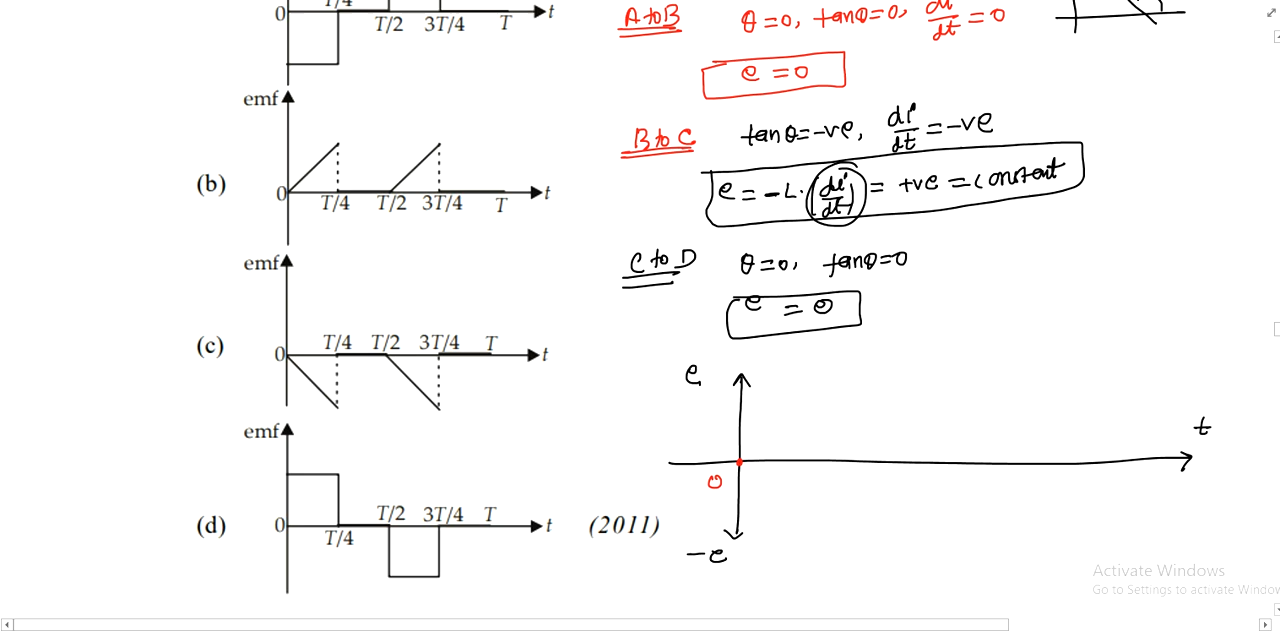 0 T/4 T/2 3T/4 T t
A to B θ=0, tanθ=0, di/dt = 0
e = 0
emf
(b) 0 T/4 T/2 3T/4 T t
B to C tanθ=-ve, di/dt = -ve
e = -L.(di/dt) = +ve = constant
C to D θ=0, tanθ=0
e = 0
emf
(c) 0 T/4 T/2 3T/4 T t
e
t
0
-e
emf
(d) 0 T/4 T/2 3T/4 T t (2011)
Activate Windows
Go to Settings to activate Window